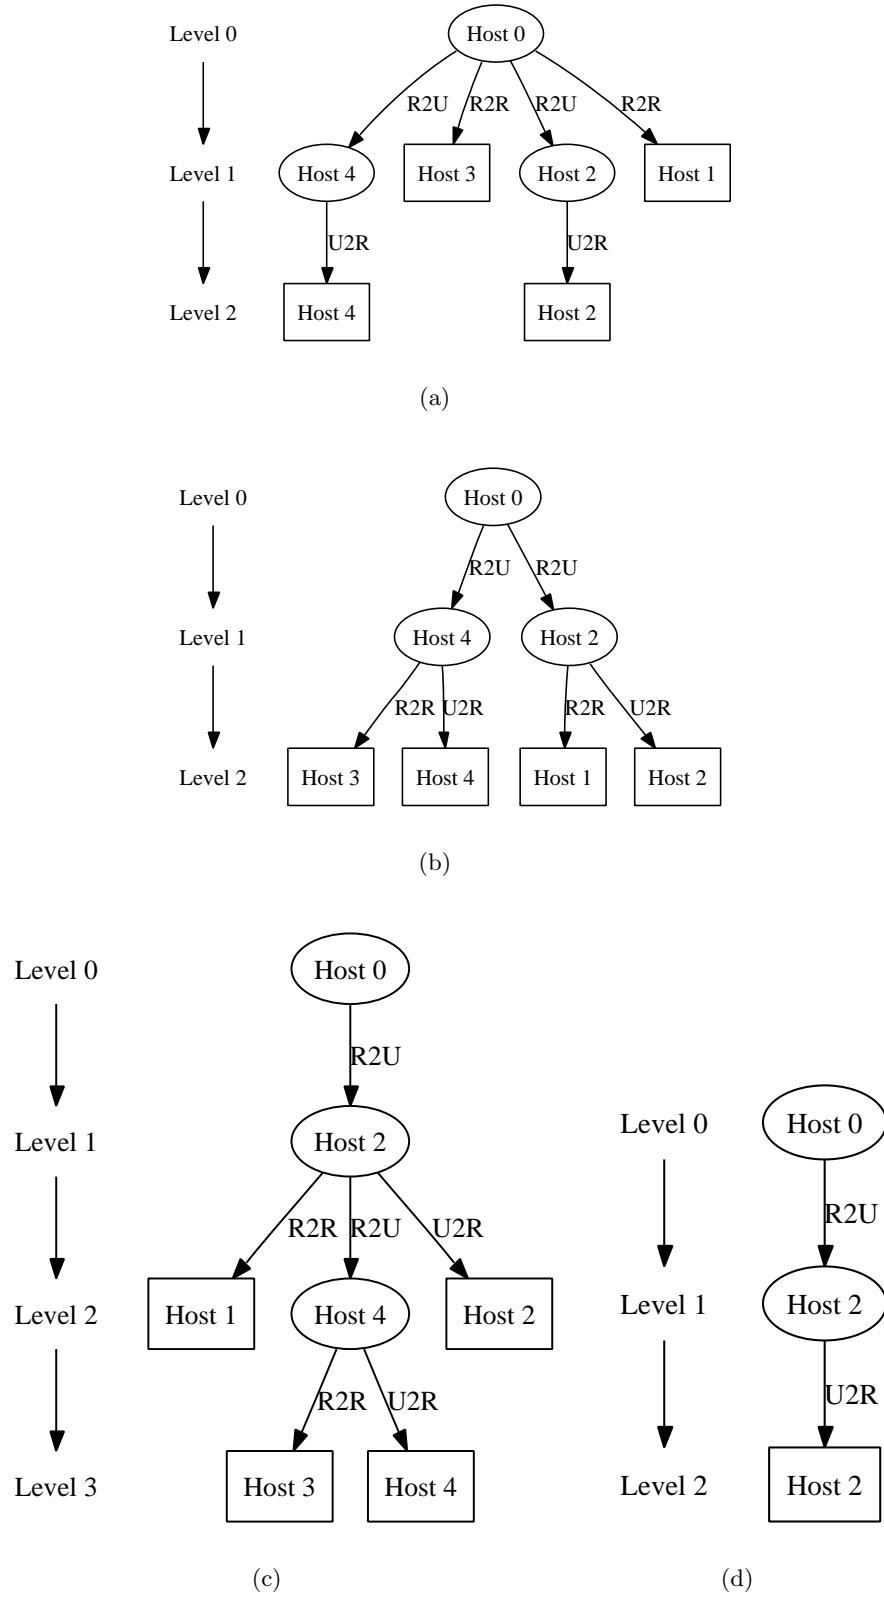 Level 0
Host 0
R2U
R2R
R2U
R2R
Level 1
Host 4
Host 3
Host 2
Host 1
U2R
U2R
Level 2
Host 4
Host 2
(a)
Level 0
Host 0
R2U
R2U
Level 1
Host 4
Host 2
R2R
U2R
R2R
U2R
Level 2
Host 3
Host 4
Host 1
Host 2
(b)
Level 0
Host 0
R2U
Level 1
Host 2
R2R
R2U
U2R
Level 2
Host 1
Host 4
Host 2
R2R
U2R
Level 3
Host 3
Host 4
(c)
Level 0
Host 0
R2U
Level 1
Host 2
U2R
Level 2
Host 2
(d)